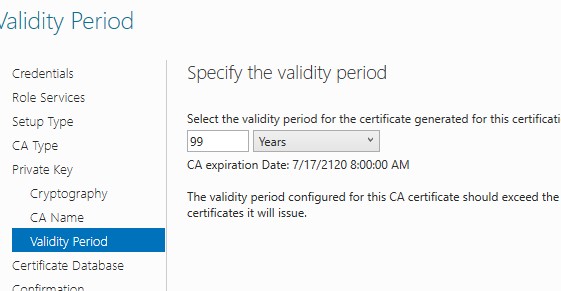 Validity Period
Credentials
Role Services
Setup Type
CA Type
Private Key
Cryptography
CA Name
Validity Period
Certificate Database
Confirmation
Specify the validity period
Select the validity period for the certificate generated for this certificati
99 Years
CA expiration Date: 7/17/2120 8:00:00 AM
The validity period configured for this CA certificate should exceed the
certificates it will issue.